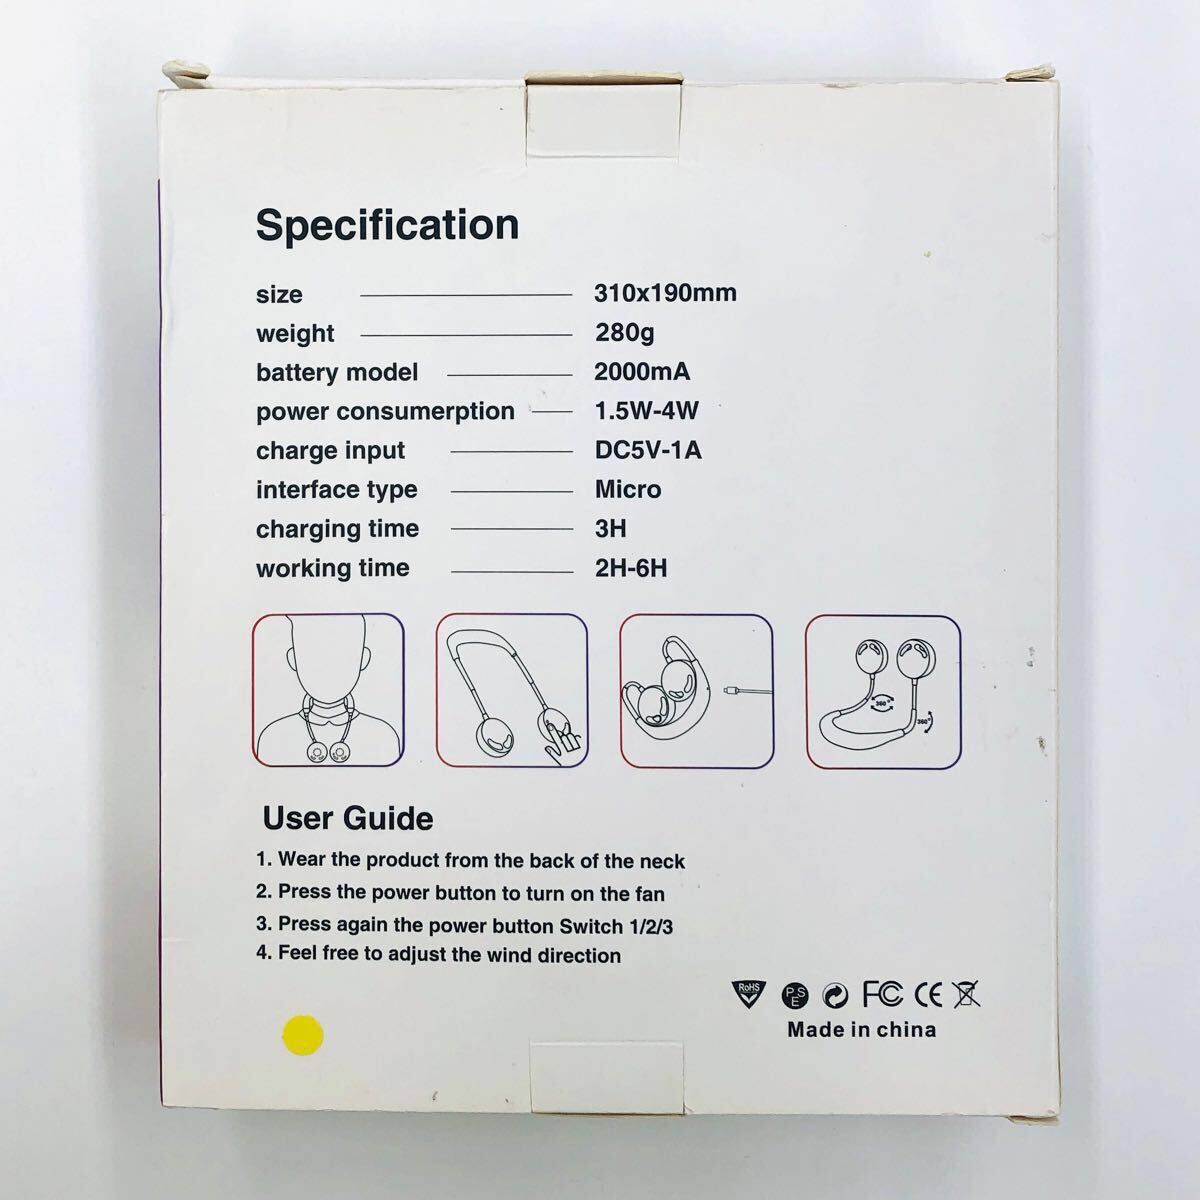 Specification
size 310x190mm
weight 280g
battery model 2000mA
power consumerption 1.5W-4W
charge input DC5V-1A
interface type Micro
charging time 3H
working time 2H-6H
360° 360°
User Guide
1. Wear the product from the back of the neck
2. Press the power button to turn on the fan
3. Press again the power button Switch 1/2/3
4. Feel free to adjust the wind direction
RoHS PSE FC CE
Made in china